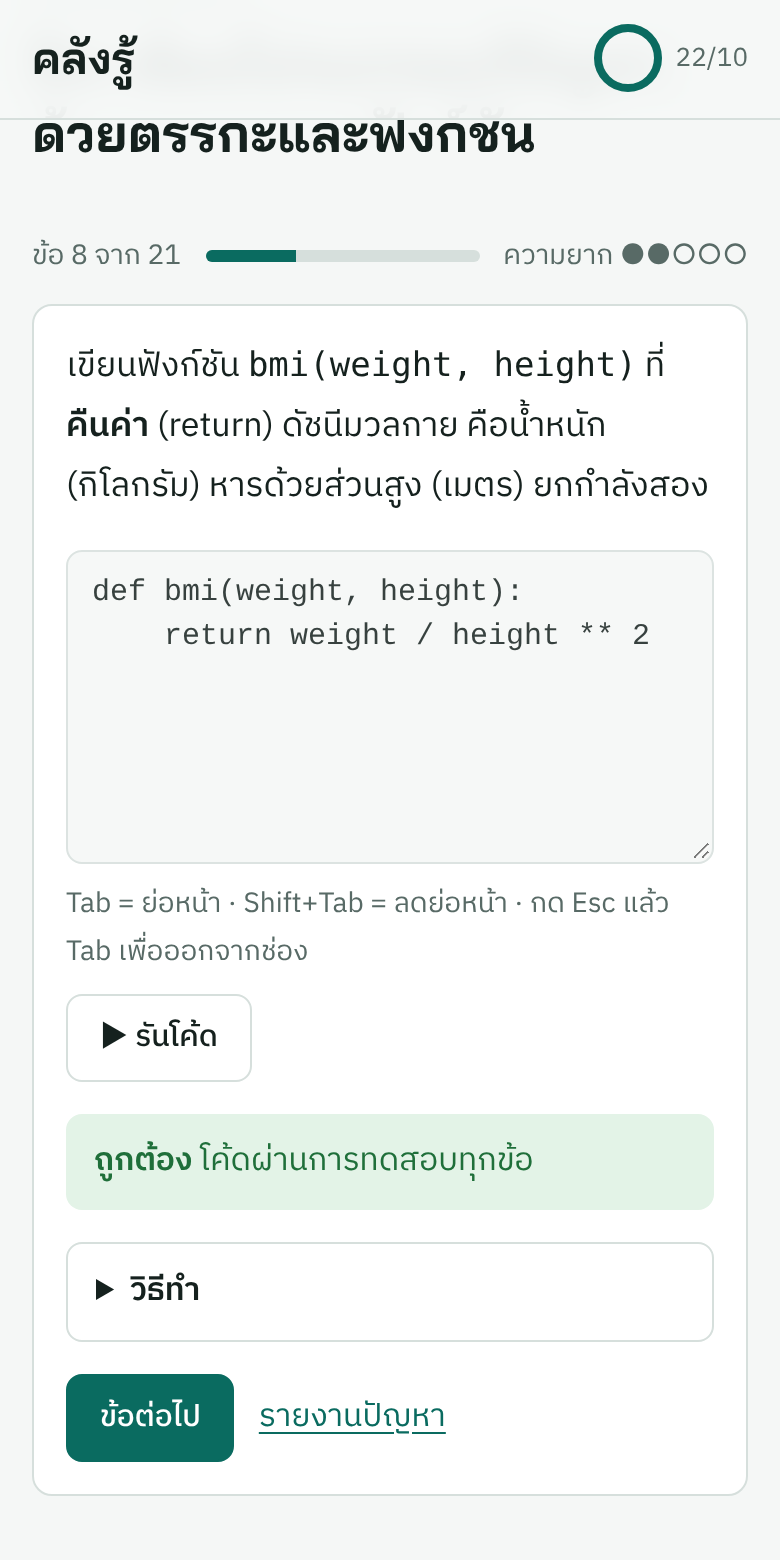 คลังรู้
22/10
ด้วยตรรกะและฟังก์ชัน
ข้อ 8 จาก 21
ความยาก
เขียนฟังก์ชัน bmi(weight, height) ที่
คืนค่า (return) ดัชนีมวลกาย คือน้ำหนัก
(กิโลกรัม) หารด้วยส่วนสูง (เมตร) ยกกำลังสอง
def bmi(weight, height):
    return weight / height ** 2
Tab = ย่อหน้า · Shift+Tab = ลดย่อหน้า · กด Esc แล้ว
Tab เพื่อออกจากช่อง
▶ รันโค้ด
ถูกต้อง โค้ดผ่านการทดสอบทุกข้อ
▶ วิธีทำ
ข้อต่อไป
รายงานปัญหา